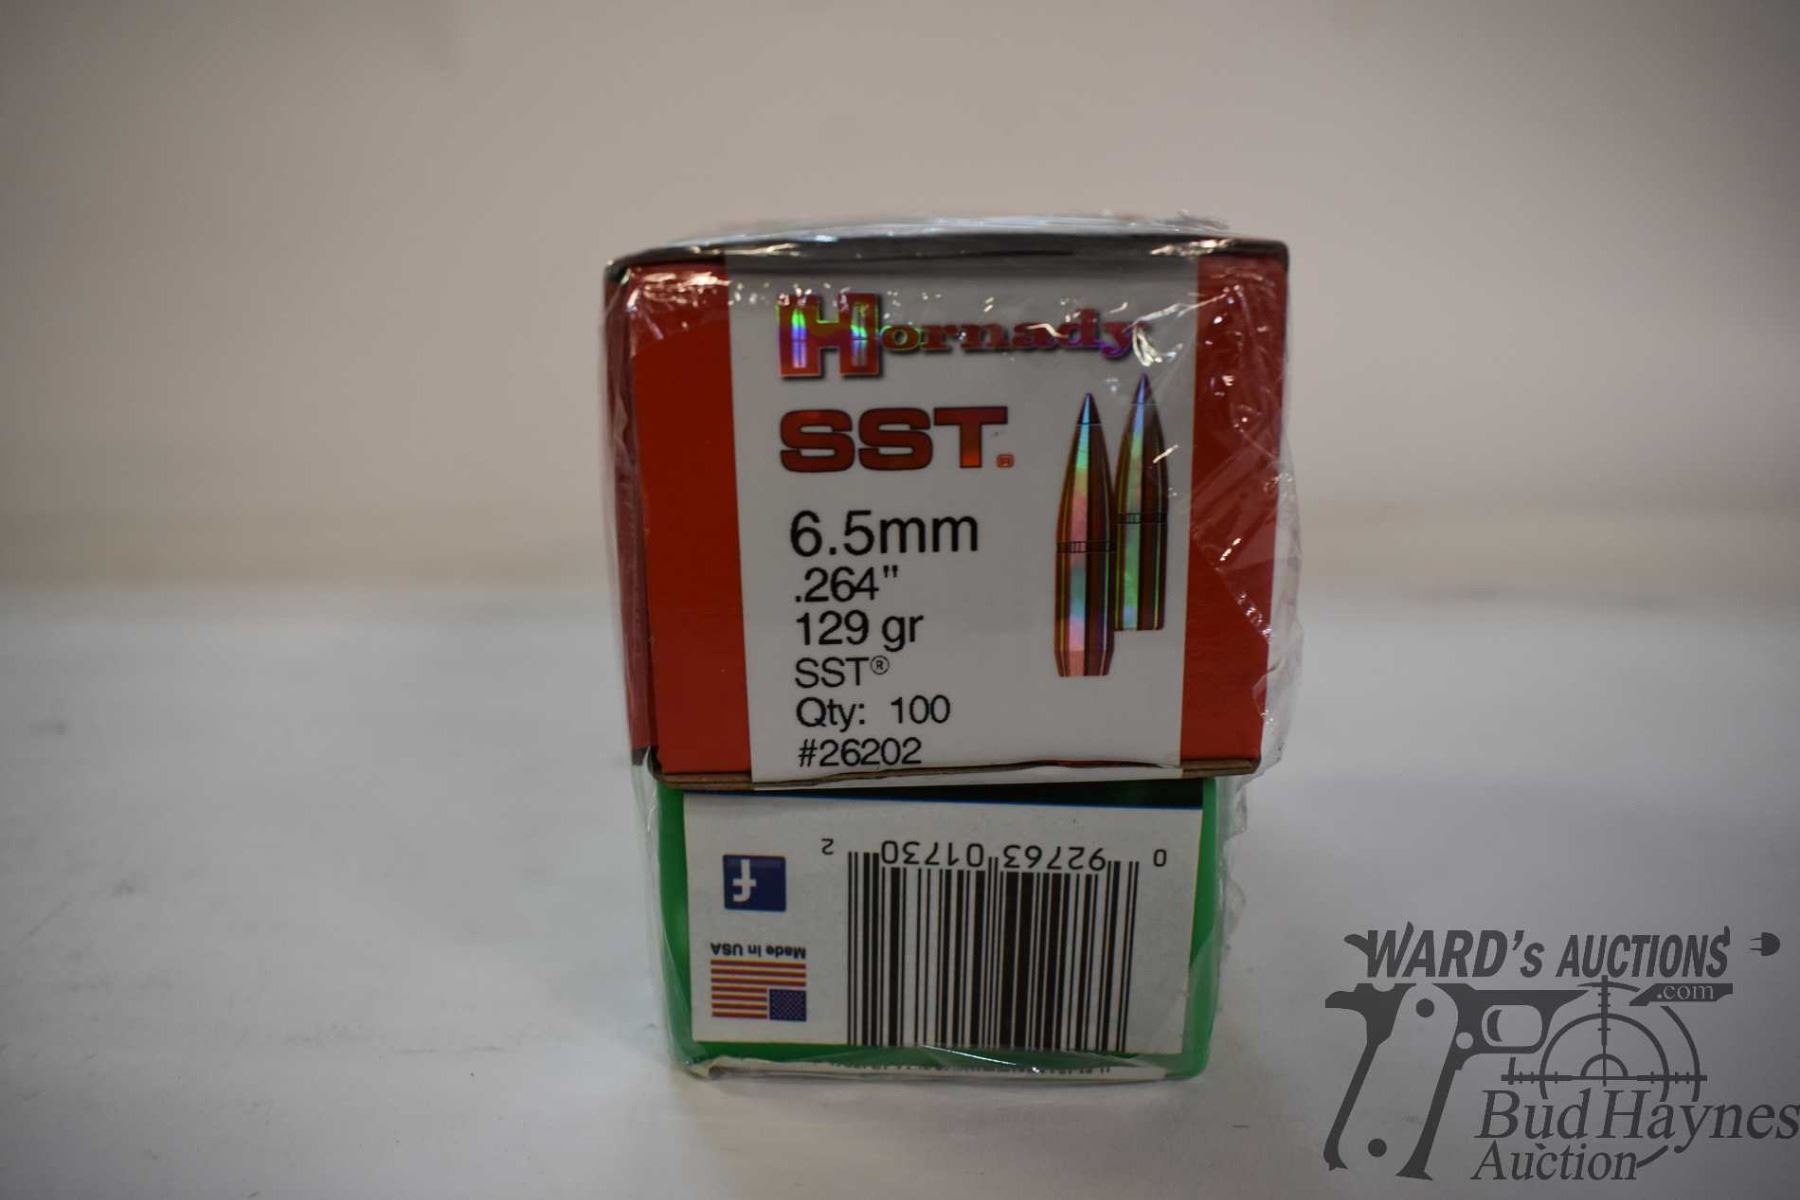 Hornady
SST®
6.5mm
.264"
129 gr
SST®
Qty: 100
#26202
0 92763 01730 2
f
Made in USA
WARD's AUCTIONS
.com
Bud Haynes
Auction